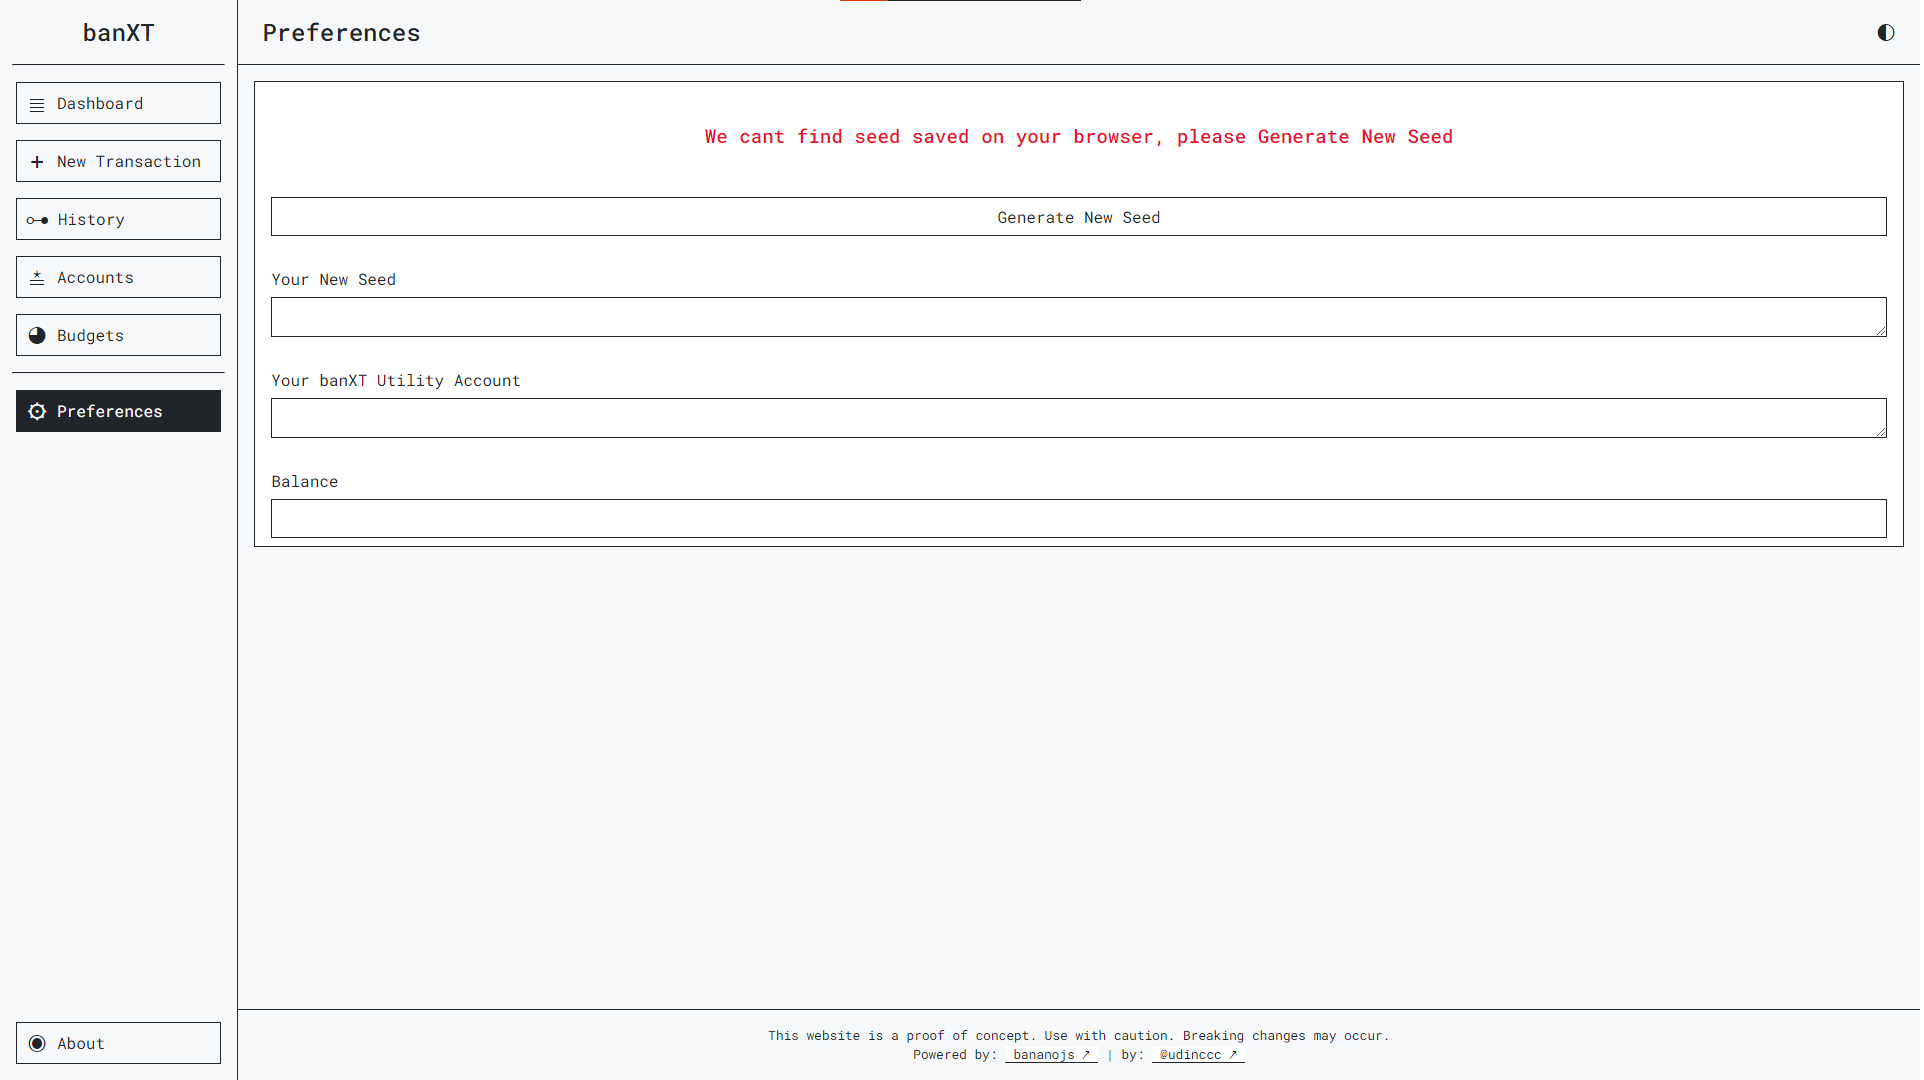 banXT
Dashboard
New Transaction
History
Accounts
Budgets
Preferences
About
Preferences
We cant find seed saved on your browser, please Generate New Seed
Generate New Seed
Your New Seed
Your banXT Utility Account
Balance
This website is a proof of concept. Use with caution. Breaking changes may occur.
Powered by: bananojs ↗ | by: @udinccc ↗